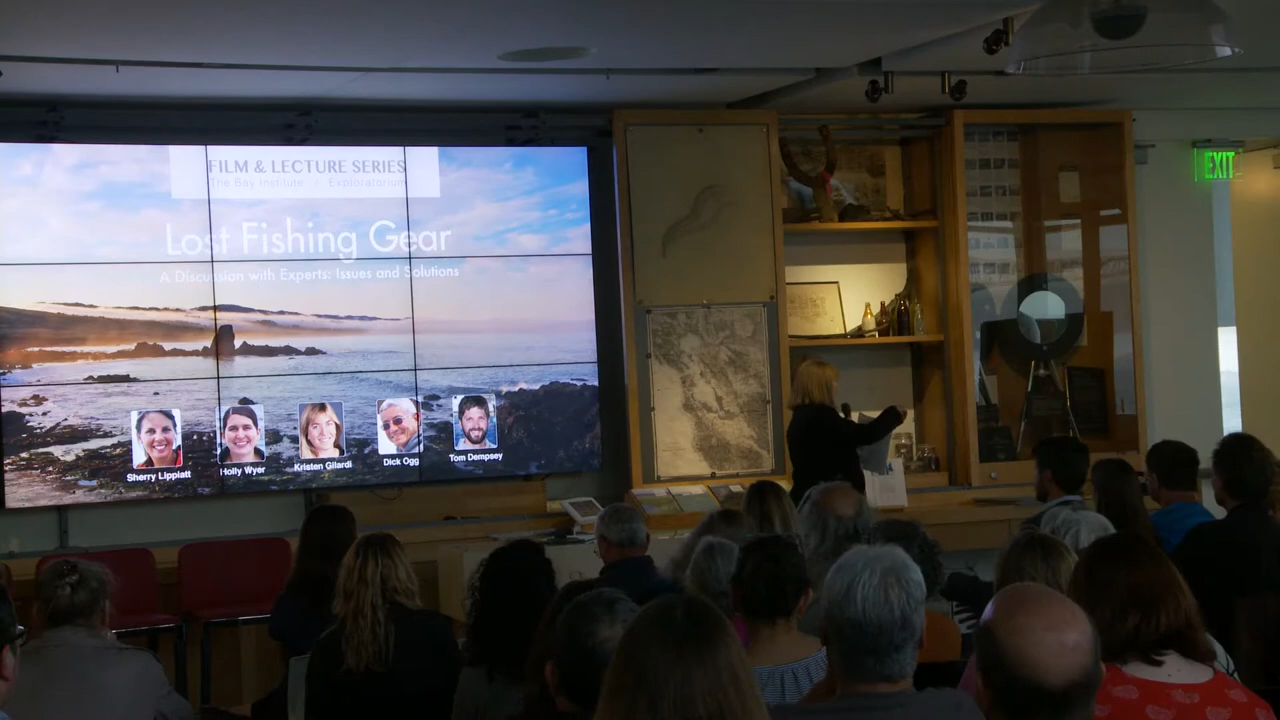 FILM & LECTURE SERIES
The Bay Institute / Exploratorium
Lost Fishing Gear
A Discussion with Experts: Issues and Solutions
Sherry Lippiatt
Holly Wyer
Kristen Gilardi
Dick Ogg
Tom Dempsey
EXIT